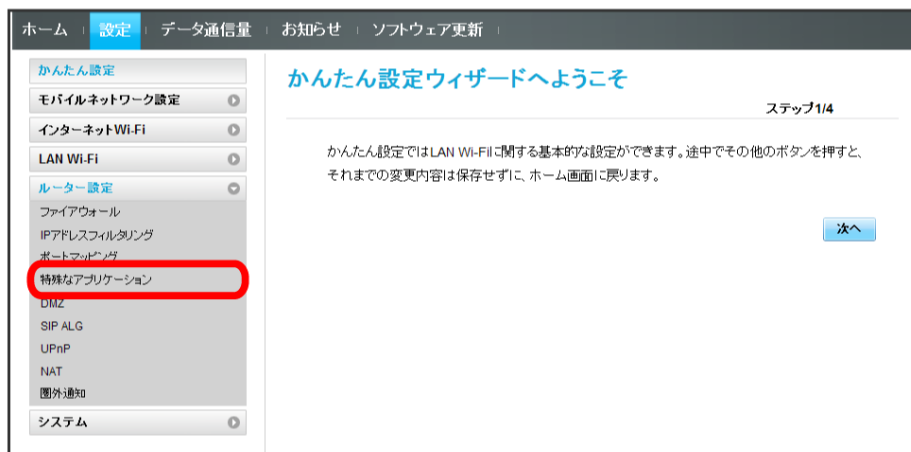 ホーム 設定 データ通信量 お知らせ ソフトウェア更新
かんたん設定
モバイルネットワーク設定
インターネットWi-Fi
LAN Wi-Fi
ルーター設定
ファイアウォール
IPアドレスフィルタリング
ポートマッピング
特殊なアプリケーション
DMZ
SIP ALG
UPnP
NAT
圏外通知
システム
かんたん設定ウィザードへようこそ
ステップ1/4
かんたん設定ではLAN Wi-Fiに関する基本的な設定ができます。途中でその他のボタンを押すと、
それまでの変更内容は保存せずに、ホーム画面に戻ります。
次へ